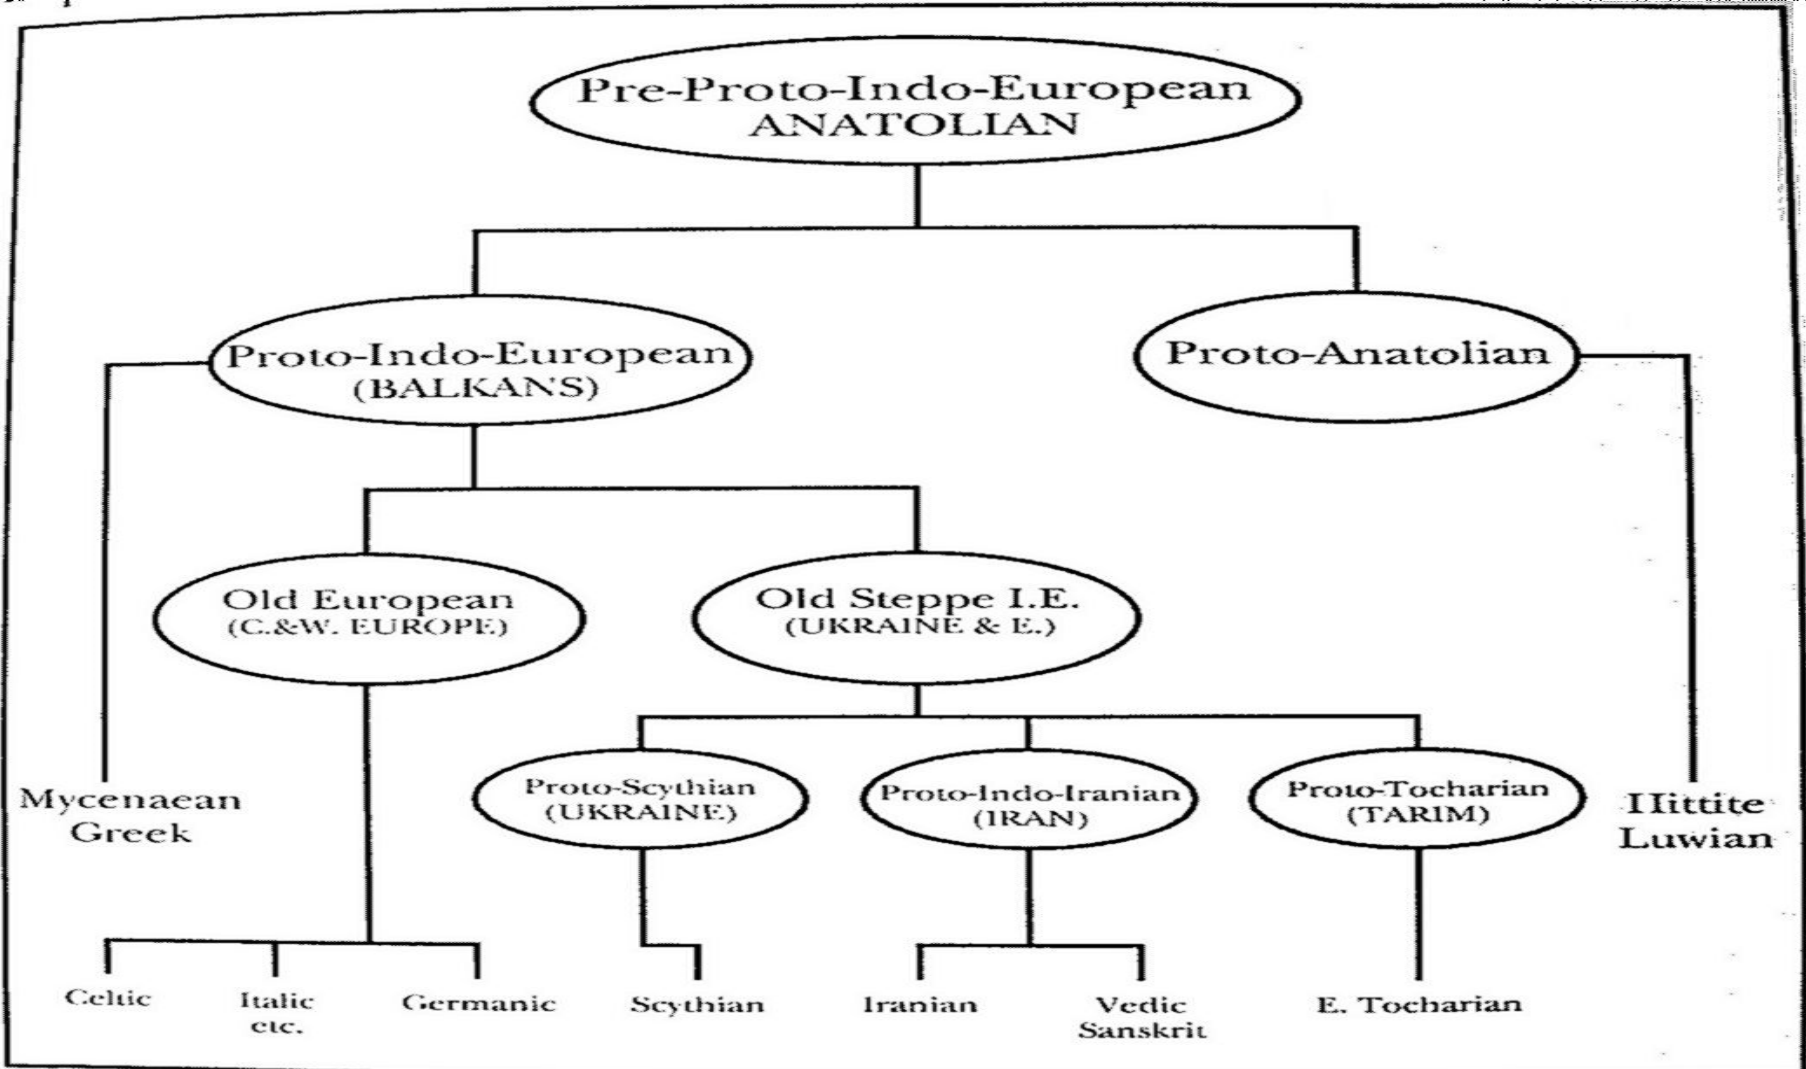 Pre-Proto-Indo-European
ANATOLIAN
Proto-Indo-European
(BALKANS)
Proto-Anatolian
Old European
(C.&W. EUROPE)
Old Steppe I.E.
(UKRAINE & E.)
Mycenaean
Greek
Proto-Scythian
(UKRAINE)
Proto-Indo-Iranian
(IRAN)
Proto-Tocharian
(TARIM)
Hittite
Luwian
Celtic
Italic
etc.
Germanic
Scythian
Iranian
Vedic
Sanskrit
E. Tocharian